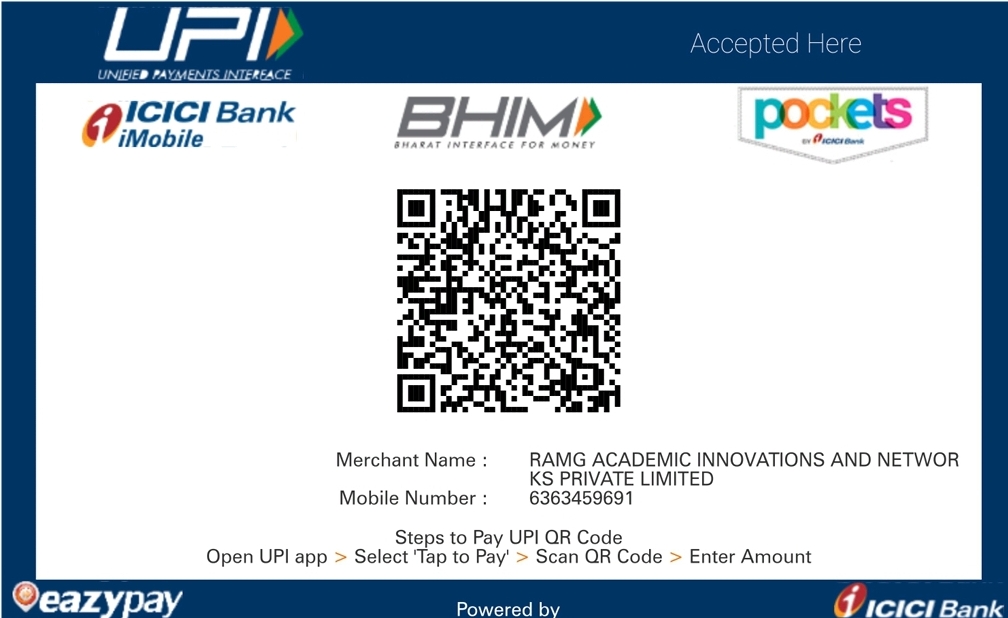 UPI
UNIFIED PAYMENTS INTERFACE
Accepted Here
ICICI Bank
iMobile
BHIM
BHARAT INTERFACE FOR MONEY
pockets
BY ICICI Bank
Merchant Name : RAMG ACADEMIC INNOVATIONS AND NETWOR
KS PRIVATE LIMITED
Mobile Number : 6363459691
Steps to Pay UPI QR Code
Open UPI app > Select 'Tap to Pay' > Scan QR Code > Enter Amount
eazypay
Powered by
ICICI Bank